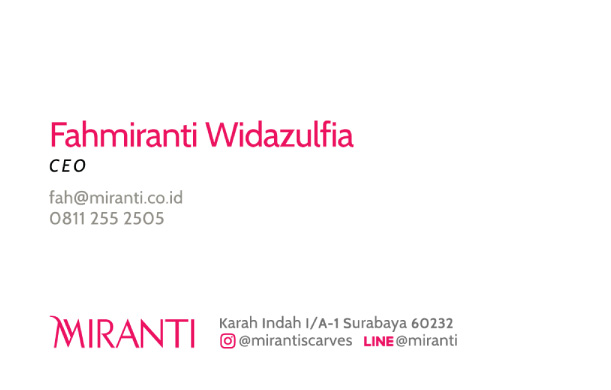 Fahmiranti Widazulfia
CEO
fah@miranti.co.id
0811 255 2505
MIRANTI
Karah Indah I/A-1 Surabaya 60232
@mirantiscarves LINE@miranti